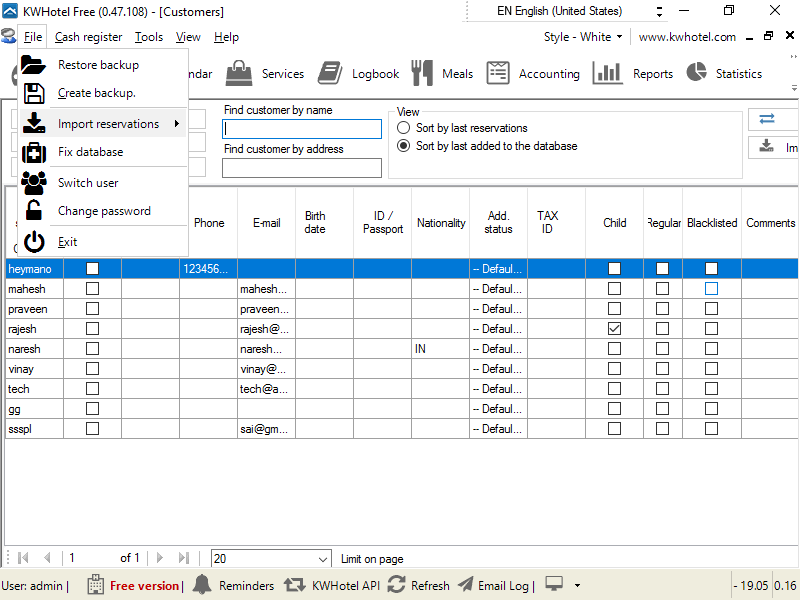 KWHotel Free (0.47.108) - [Customers]
EN English (United States)
File Cash register Tools View Help
Style - White www.kwhotel.com
Restore backup
Create backup.
Import reservations
Fix database
Switch user
Change password
Exit
ndar Services Logbook Meals Accounting Reports Statistics
Find customer by name
Find customer by address
View
Sort by last reservations
Sort by last added to the database
Im
Phone E-mail Birth date ID / Passport Nationality Add. status TAX ID Child Regular Blacklisted Comments
heymano 123456... -- Defaul...
mahesh mahesh... -- Defaul...
praveen praveen... -- Defaul...
rajesh rajesh@... -- Defaul...
naresh naresh... IN -- Defaul...
vinay vinay@... -- Defaul...
tech tech@a... -- Defaul...
gg -- Defaul...
ssspl sai@gm... -- Defaul...
1 of 1 20 Limit on page
User: admin | Free version | Reminders KWHotel API Refresh Email Log | - 19.05 0.16